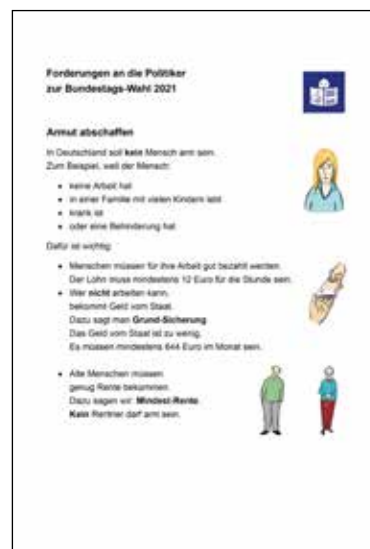 Forderungen an die Politiker
zur Bundestags-Wahl 2021
Armut abschaffen
In Deutschland soll kein Mensch arm sein.
Zum Beispiel, weil der Mensch:
• keine Arbeit hat
• in einer Familie mit vielen Kindern lebt
• krank ist
• oder eine Behinderung hat
Dafür ist wichtig:
• Menschen müssen für ihre Arbeit gut bezahlt werden.
Der Lohn muss mindestens 12 Euro für die Stunde sein.
• Wer nicht arbeiten kann,
bekommt Geld vom Staat.
Dazu sagt man Grund-Sicherung.
Das Geld vom Staat ist zu wenig.
Es müssen mindestens 644 Euro im Monat sein.
• Alte Menschen müssen
genug Rente bekommen.
Dazu sagen wir: Mindest-Rente.
Kein Rentner darf arm sein.